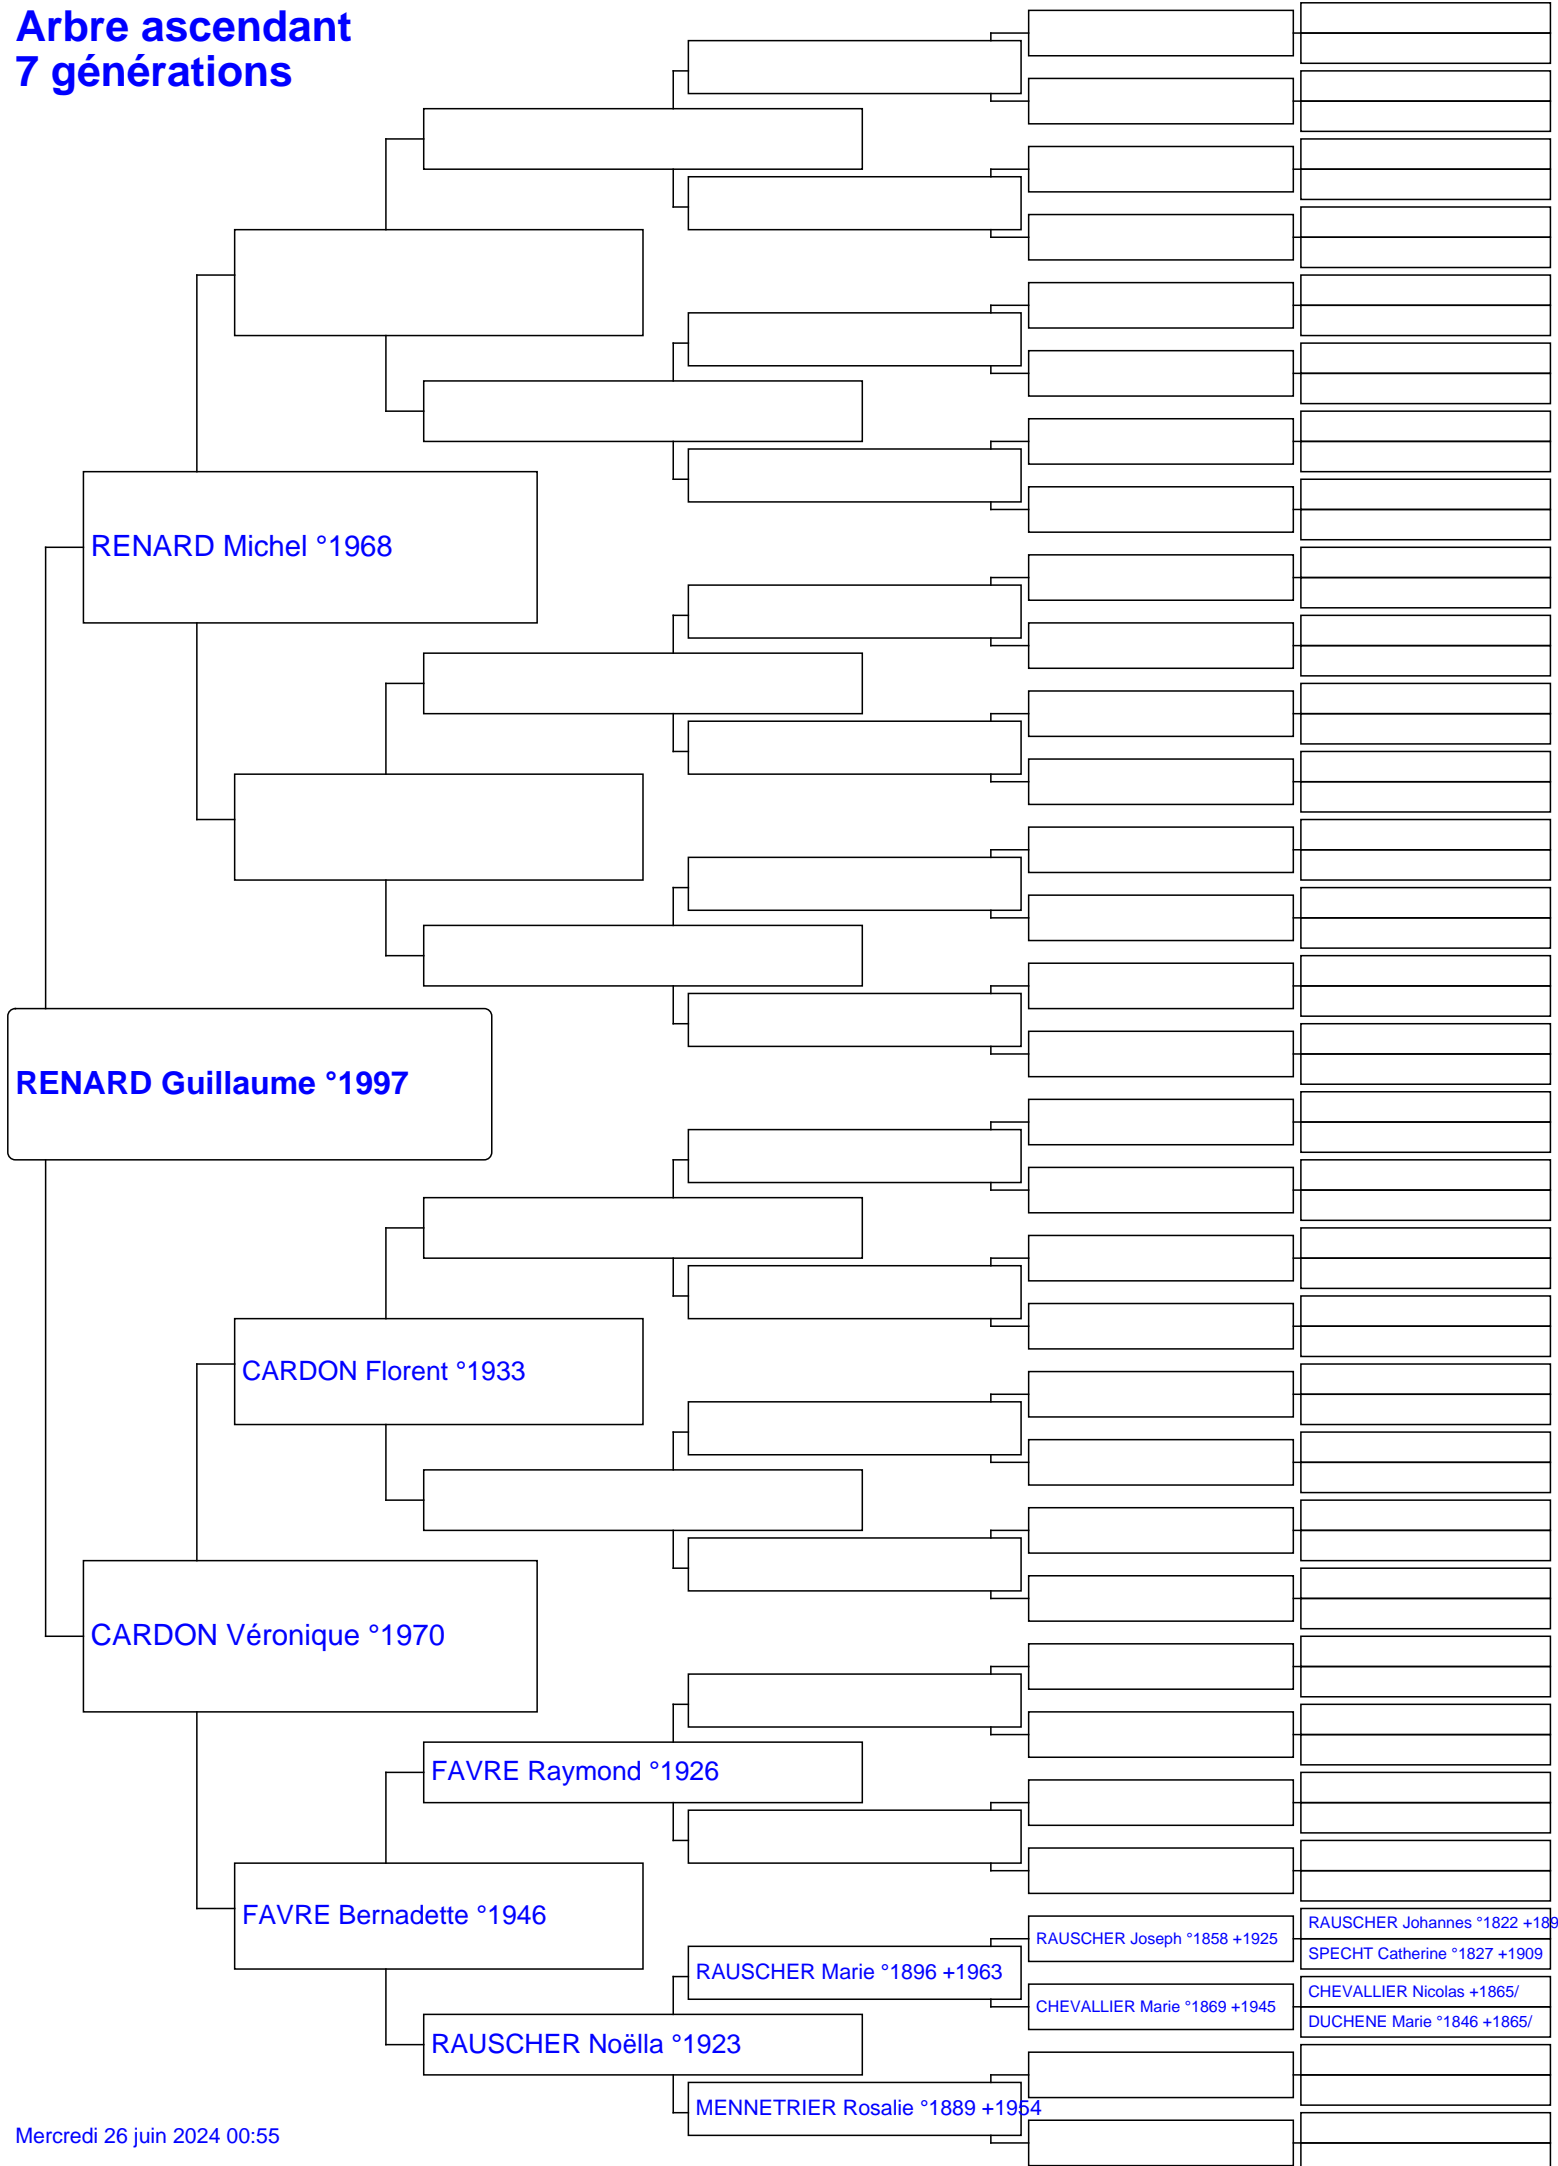 Arbre ascendant
7 générations
RENARD Michel °1968
RENARD Guillaume °1997
CARDON Florent °1933
CARDON Véronique °1970
FAVRE Raymond °1926
FAVRE Bernadette °1946
RAUSCHER Johannes °1822 +189
RAUSCHER Joseph °1858 +1925
SPECHT Catherine °1827 +1909
RAUSCHER Marie °1896 +1963
CHEVALLIER Nicolas +1865/
CHEVALLIER Marie °1869 +1945
DUCHENE Marie °1846 +1865/
RAUSCHER Noëlla °1923
MENNETRIER Rosalie °1889 +1954
Mercredi 26 juin 2024 00:55